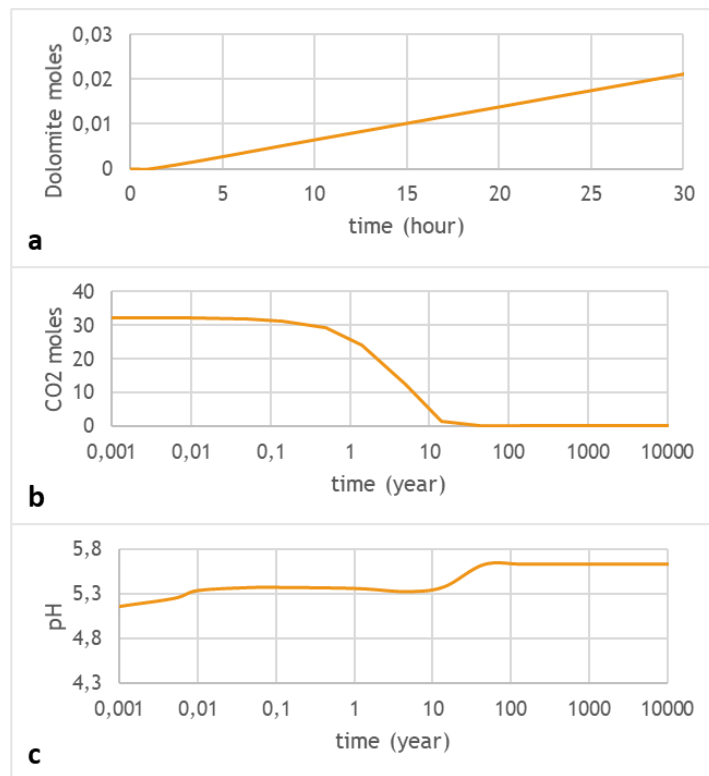 0,03
0,02
0,01
0
Dolomite moles
0 5 10 15 20 25 30
time (hour)
a
40
30
20
10
0
CO2 moles
0,001 0,01 0,1 1 10 100 1000 10000
time (year)
b
5,8
5,3
4,8
4,3
pH
0,001 0,01 0,1 1 10 100 1000 10000
time (year)
c